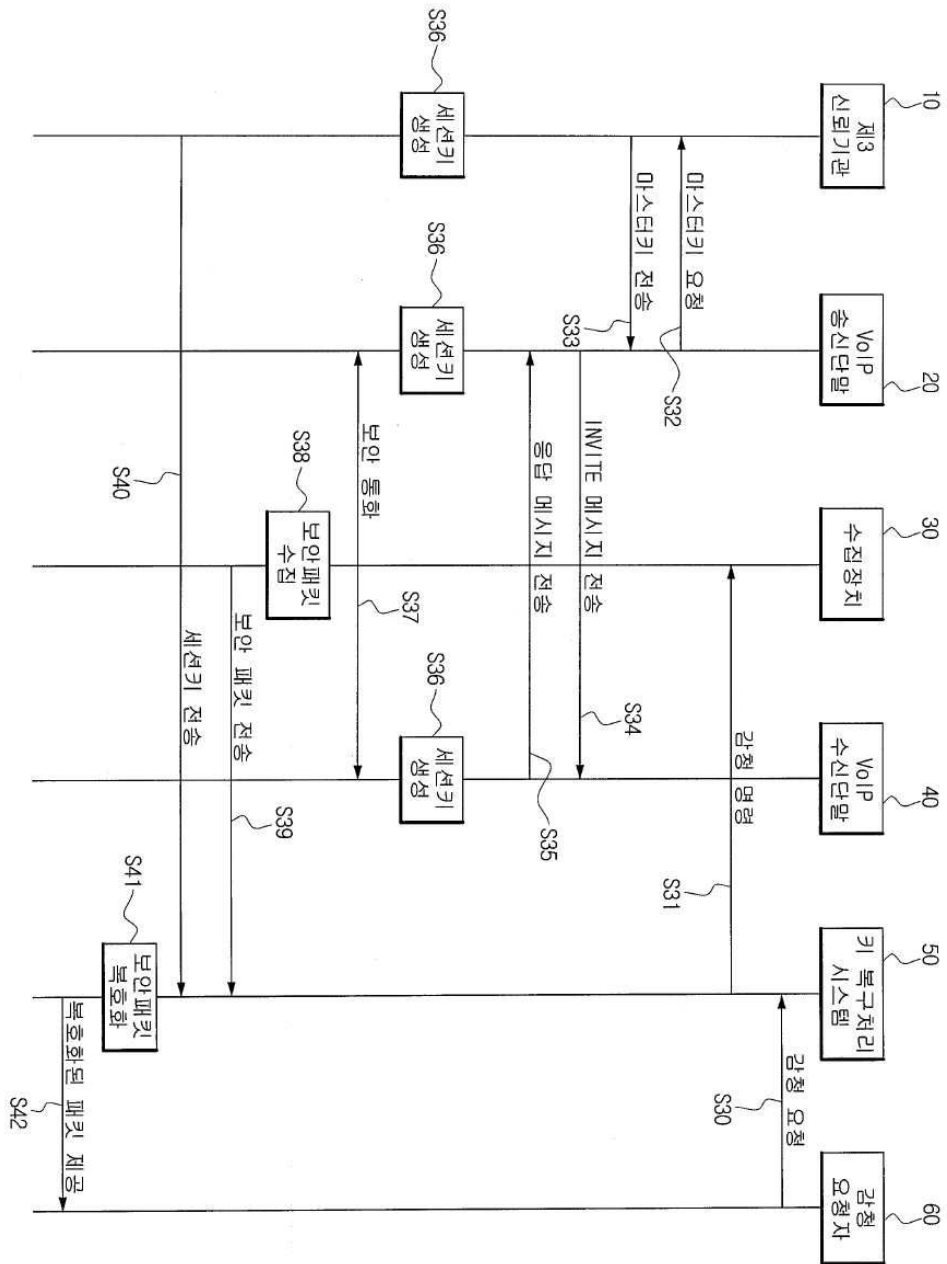 10
제3
신뢰기관
20
VoIP
송신단말
30
수집장치
40
VoIP
수신단말
50
키 복구처리
시스템
60
감청
요청자
감청 요청
S30
감청 명령
S31
마스터키 요청
S32
마스터키 전송
S33
INVITE 메시지 전송
S34
응답 메시지 전송
S35
S36
세션키
생성
S36
세션키
생성
S36
세션키
생성
보안 통화
S37
S38
보안패킷
수집
보안 패킷 전송
S39
S40
세션키 전송
S41
보안패킷
복호화
복호화된 패킷 제공
S42